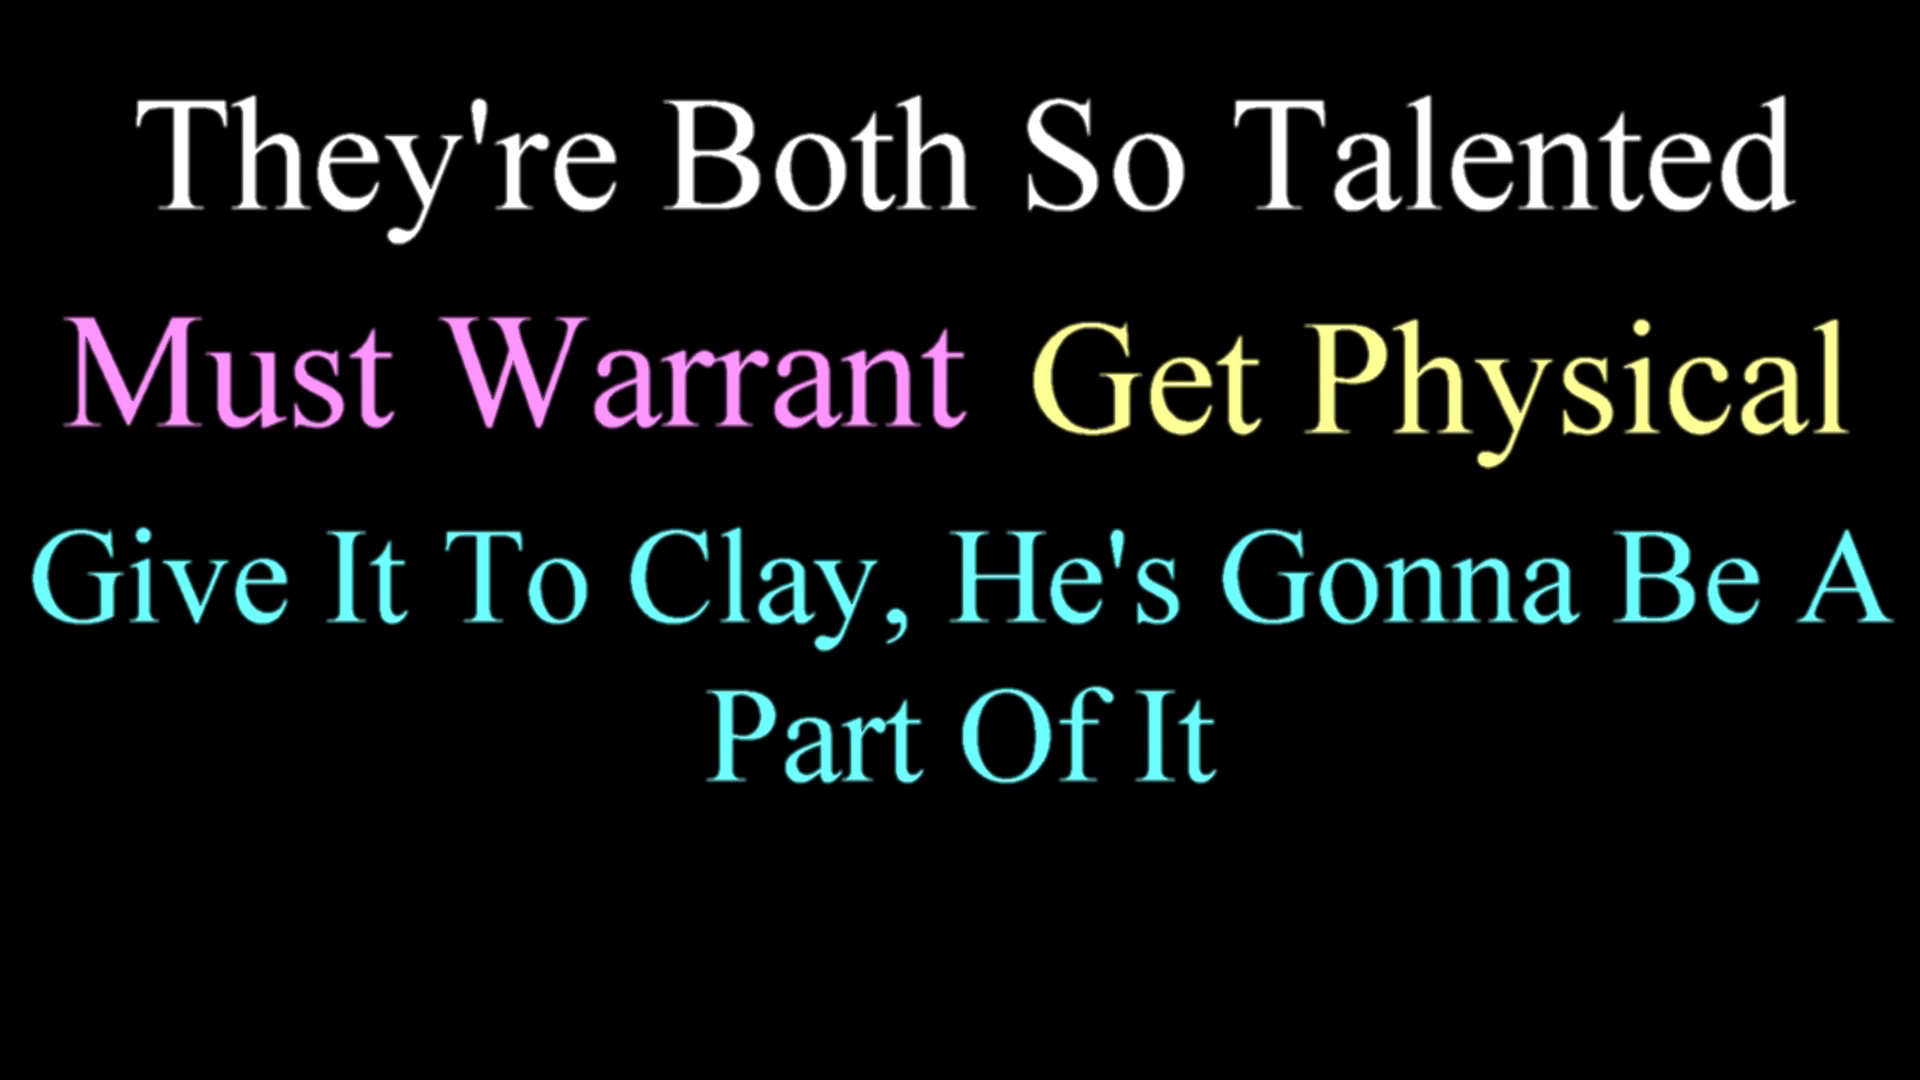 They're Both So Talented
Must Warrant Get Physical
Give It To Clay, He's Gonna Be A
Part Of It